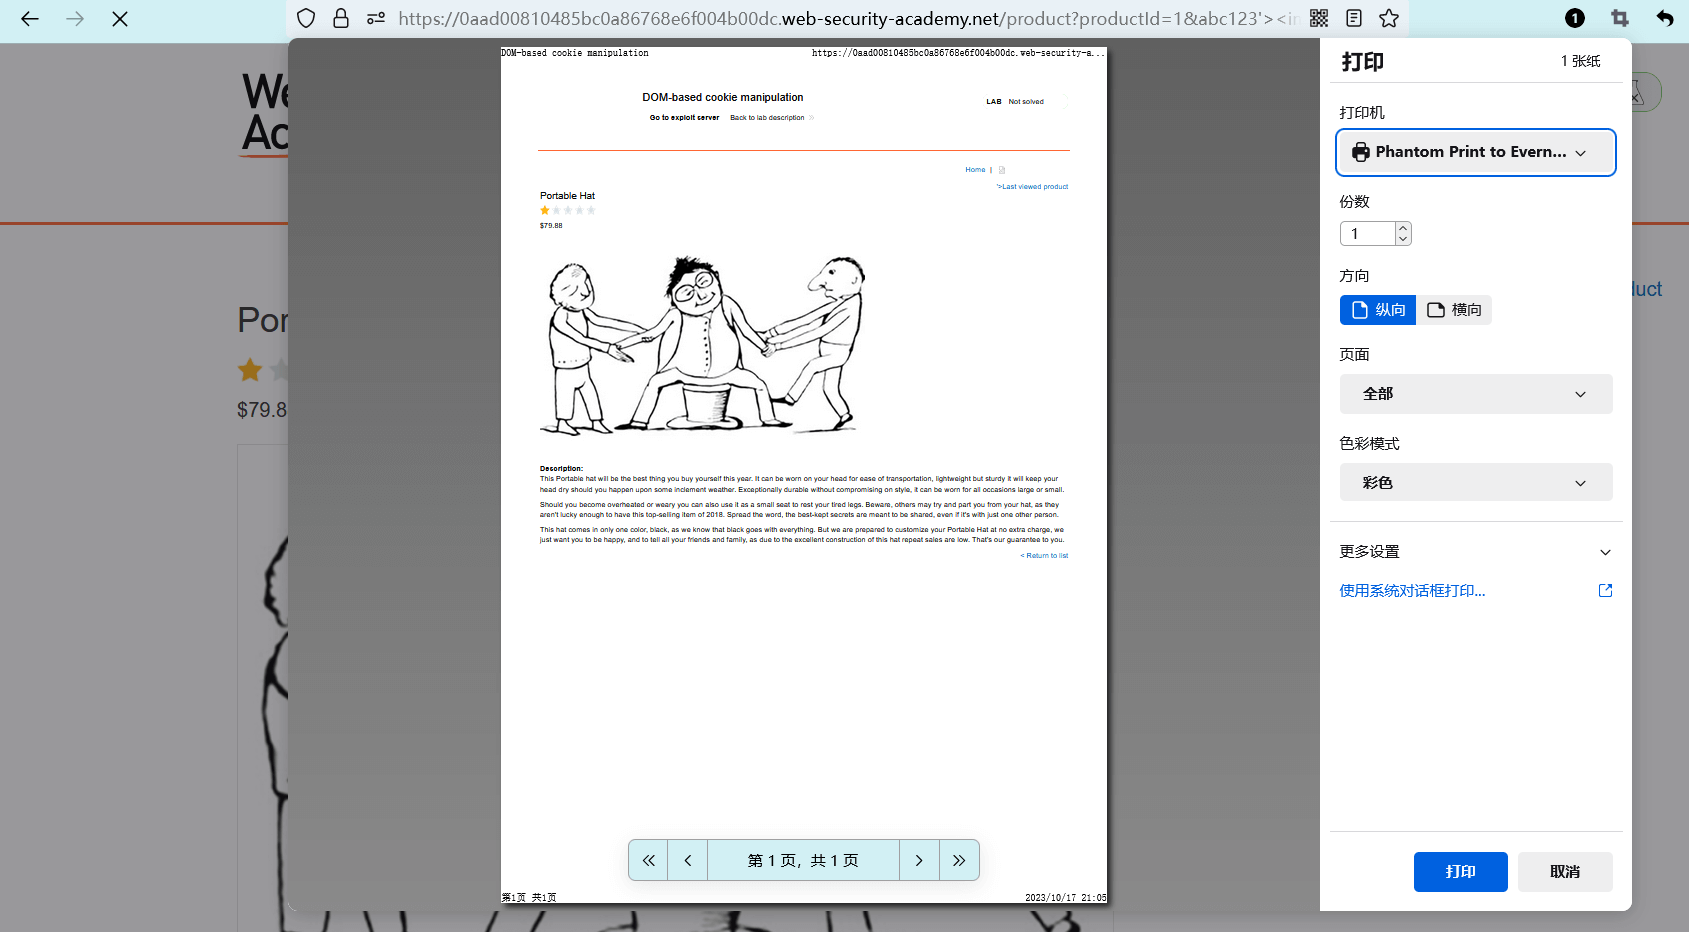 https://0aad00810485bc0a86768e6f004b00dc.web-security-academy.net/product?productId=1&abc123'><in
1
We
Ac
Por
$79.8
duct
DOM-based cookie manipulation
https://0aad00810485bc0a86768e6f004b00dc.web-security-a...
DOM-based cookie manipulation
LAB Not solved
Go to exploit server Back to lab description »
Home |
'>Last viewed product
Portable Hat
$79.88
Description:
This Portable hat will be the best thing you buy yourself this year. It can be worn on your head for ease of transportation, lightweight but sturdy it will keep your
head dry should you happen upon some inclement weather. Exceptionally durable without compromising on style, it can be worn for all occasions large or small.
Should you become overheated or weary you can also use it as a small seat to rest your tired legs. Beware, others may try and part you from your hat, as they
aren't lucky enough to have this top-selling item of 2018. Spread the word, the best-kept secrets are meant to be shared, even if it's with just one other person.
This hat comes in only one color, black, as we know that black goes with everything. But we are prepared to customize your Portable Hat at no extra charge, we
just want you to be happy, and to tell all your friends and family, as due to the excellent construction of this hat repeat sales are low. That's our guarantee to you.
< Return to list
第 1 页，共 1 页
第1页 共1页
2023/10/17 21:05
打印
1 张纸
打印机
Phantom Print to Evern...
份数
1
方向
纵向
横向
页面
全部
色彩模式
彩色
更多设置
使用系统对话框打印...
打印
取消